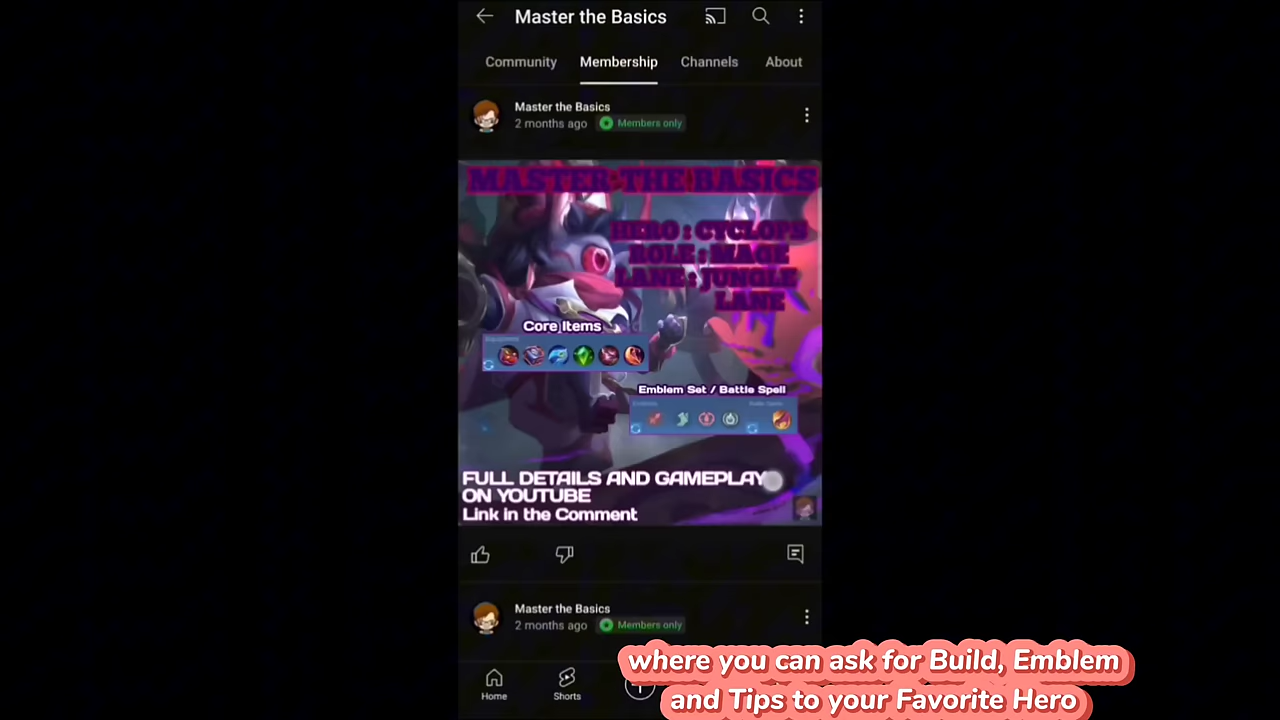 Master the Basics
Community Membership Channels About
Master the Basics
2 months ago Members only
MASTER THE BASICS
HERO : CYCLOPS
ROLE : MAGE
LANE : JUNGLE
LANE
Core Items
Emblem Set / Battle Spell
FULL DETAILS AND GAMEPLAY
ON YOUTUBE
Link in the Comment
Master the Basics
2 months ago Members only
where you can ask for Build, Emblem
and Tips to your Favorite Hero
Home Shorts